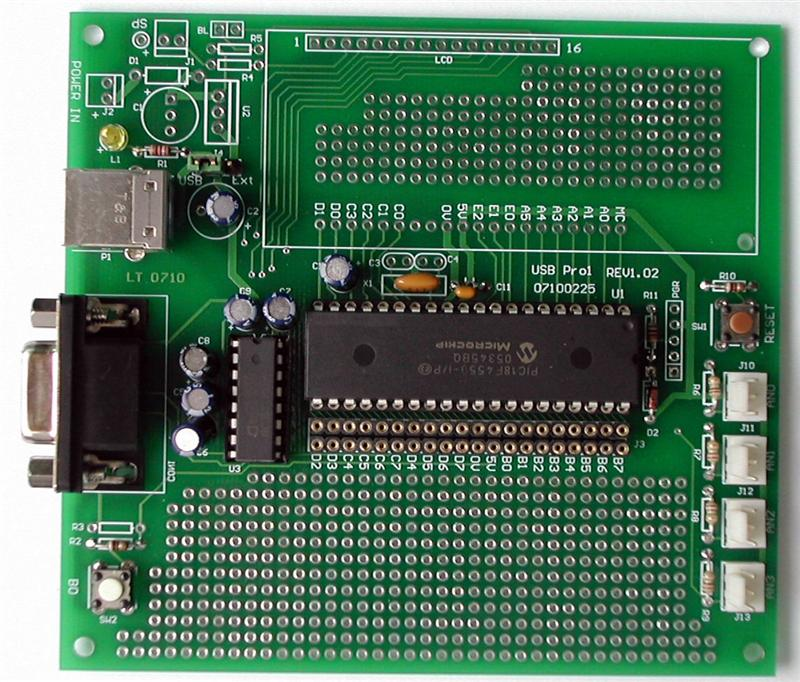 SP
BL
R5
R4
1
16
LCD
D1
J1
POWER IN
J2
C1
U2
L1
R1
J4
USB
Ext
C2
P1
T&B
LT 0710
D1 D0 C3 C2 C1 C0 0V 5V E2 E1 E0 A5 A4 A3 A2 A1 A0 MC
C3
C4
X1
C11
USB Pro1 REV1.02
07100225
U1
R11
PGR
R10
SW1
RESET
C9
C7
C8
C6
MICROCHIP
PIC18F4550-I/P
05345BQ
U3
D2
J3
D2 D3 C4 C5 C6 C7 D4 D5 D6 D7 0V 5V B0 B1 B2 B3 B4 B5 B6 B7
J10
R6
AN0
J11
R7
AN1
J12
R8
AN2
J13
R9
AN3
COM1
R3
R2
B0
SW2